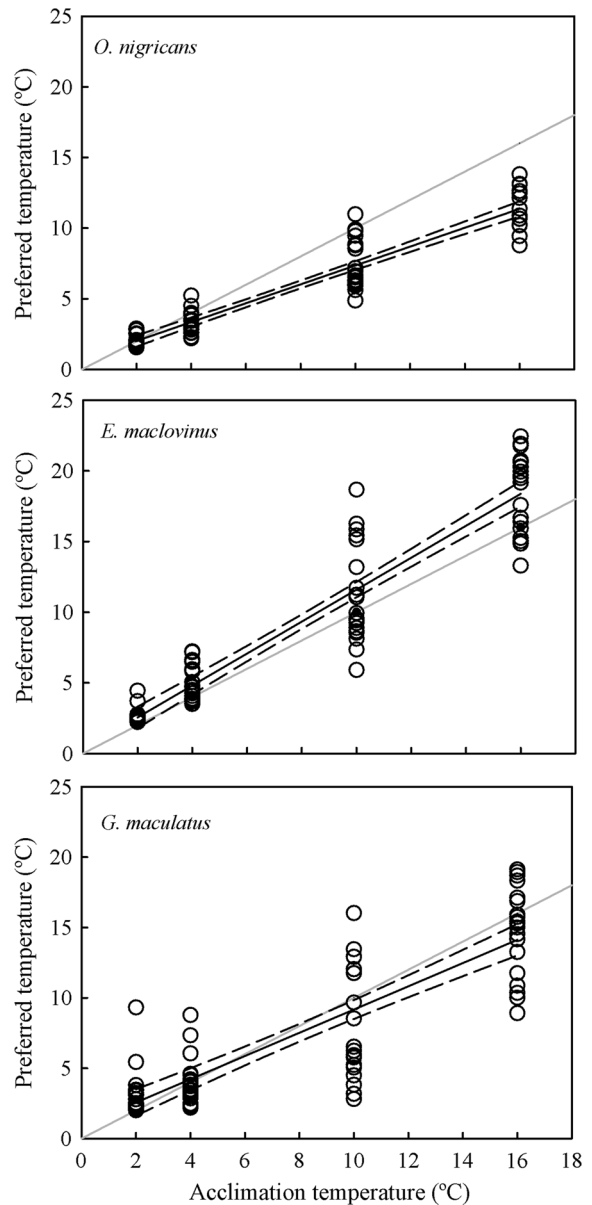 25
20
15
10
5
0
Preferred temperature (ºC)
O. nigricans
25
20
15
10
5
0
Preferred temperature (ºC)
E. maclovinus
25
20
15
10
5
0
Preferred temperature (ºC)
G. maculatus
0 2 4 6 8 10 12 14 16 18
Acclimation temperature (ºC)